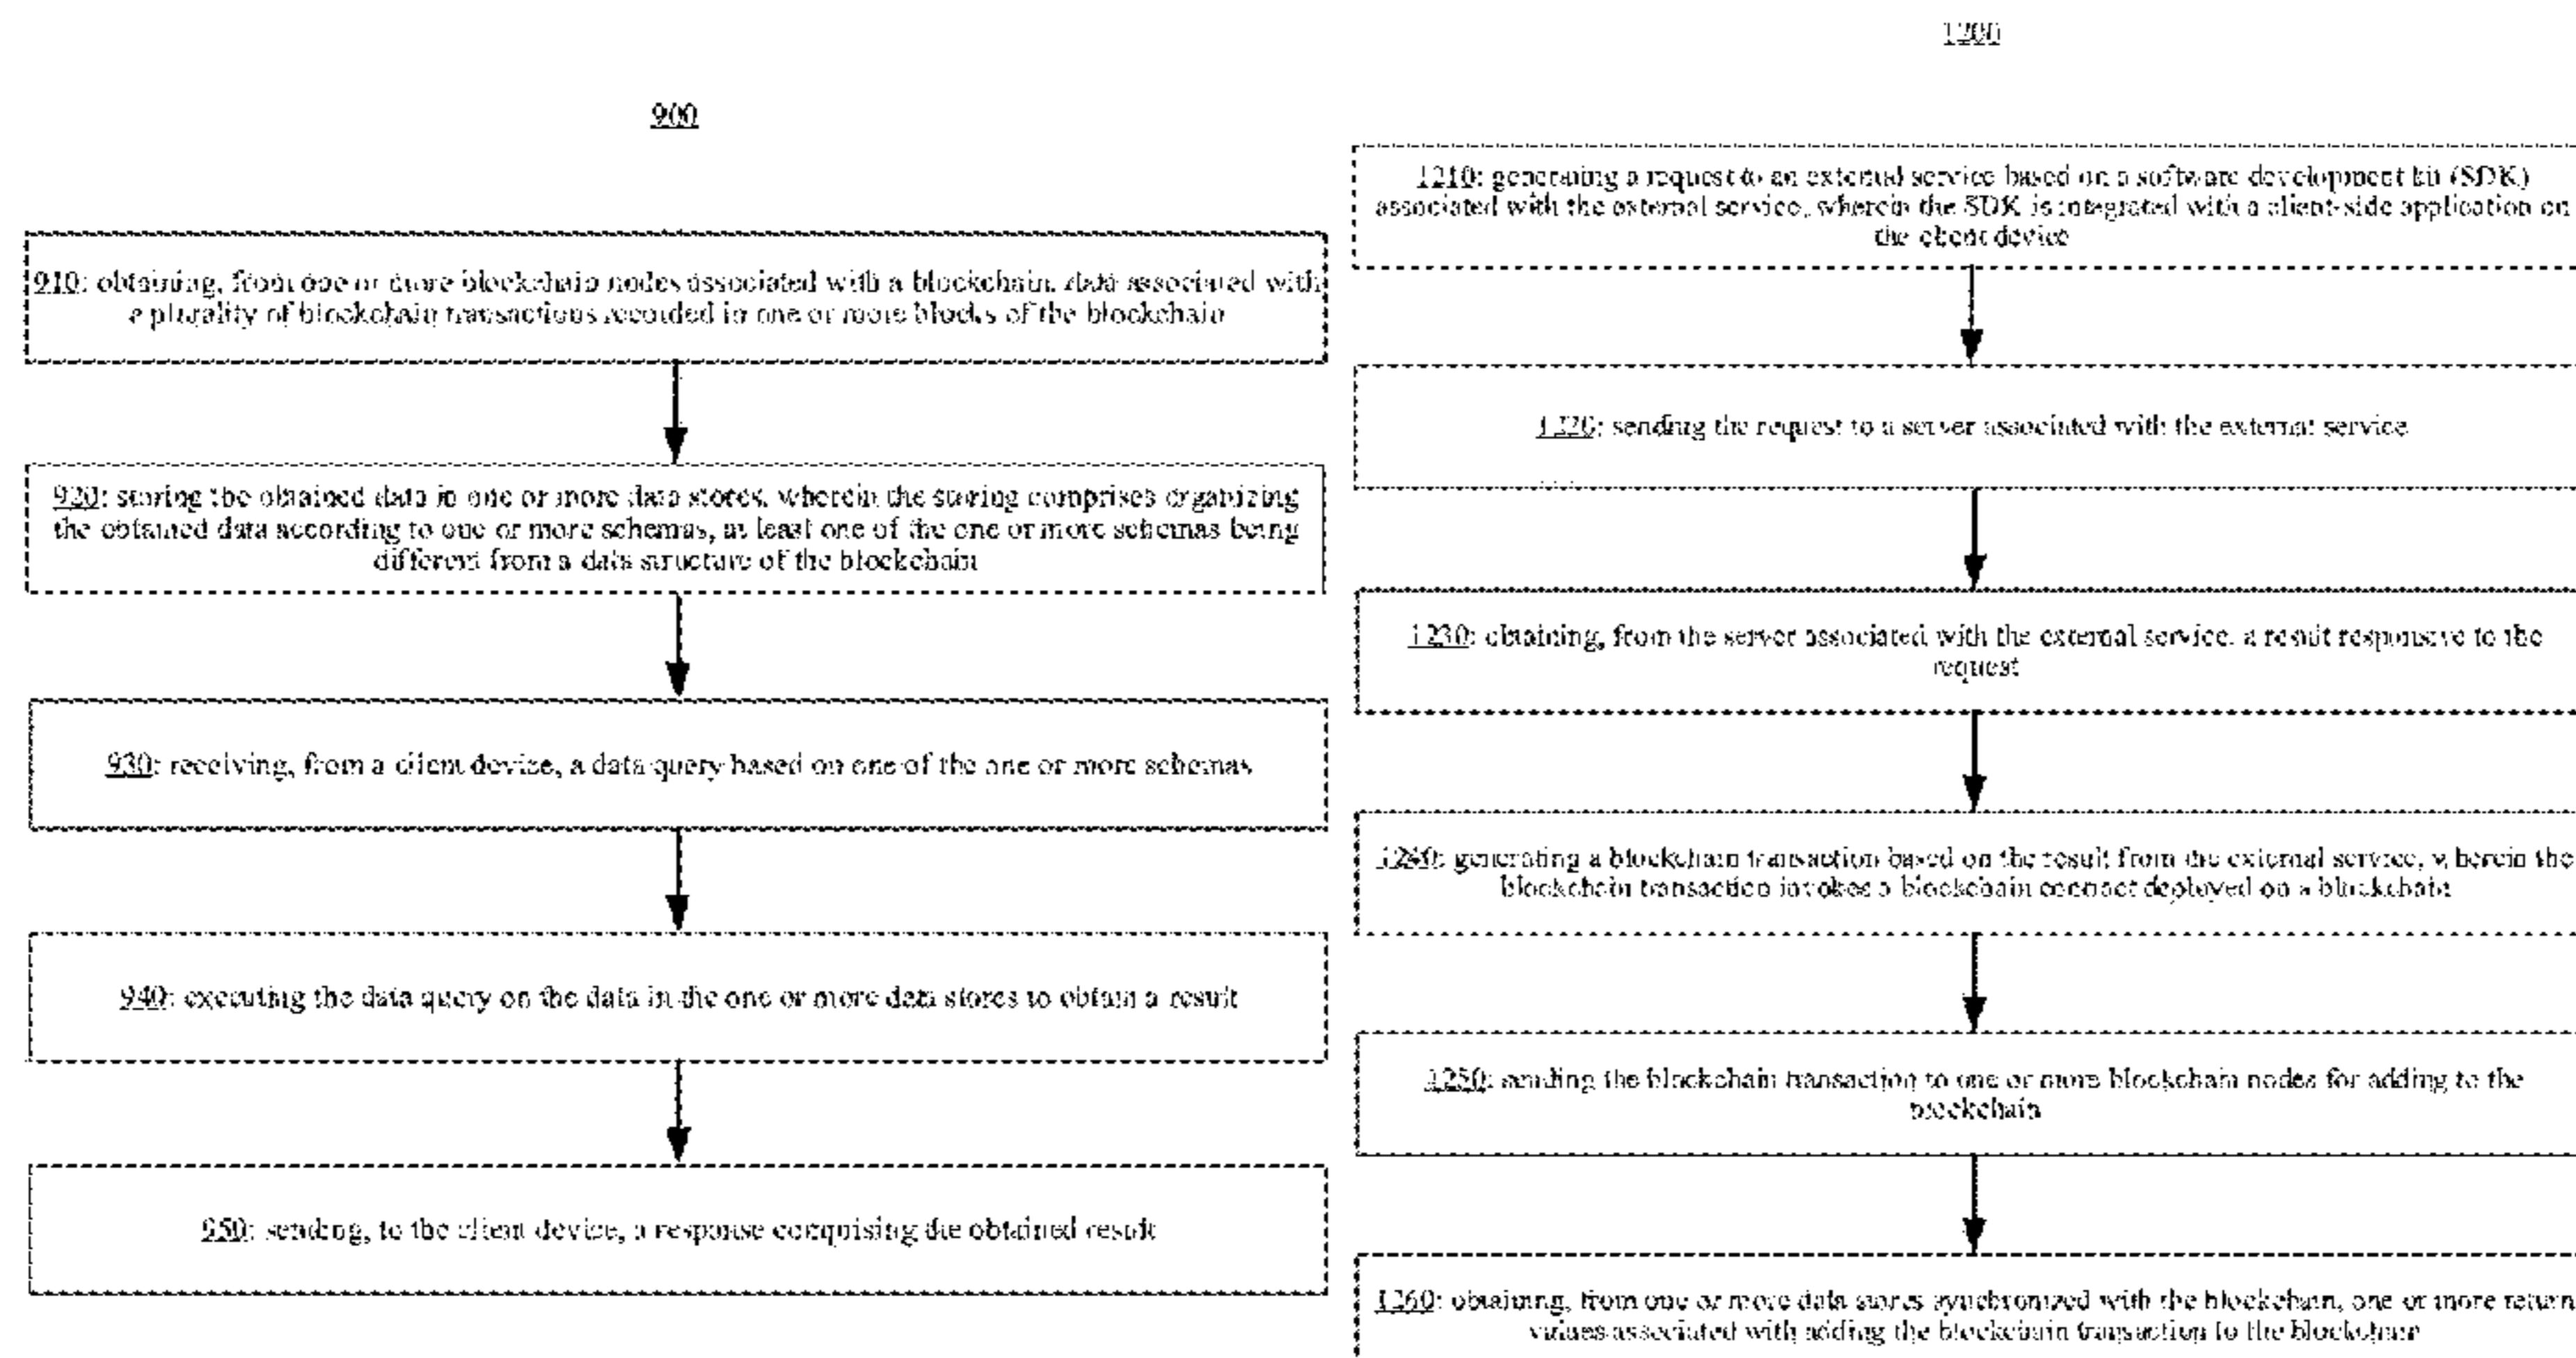 900
910: obtaining, from one or more blockchain nodes associated with a blockchain, data associated with
a plurality of blockchain transactions recorded in one or more blocks of the blockchain
920: storing the obtained data in one or more data stores, wherein the storing comprises organizing
the obtained data according to one or more schemas, at least one of the one or more schemas being
different from a data structure of the blockchain
930: receiving, from a client device, a data query based on one of the one or more schemas
940: executing the data query on the data in the one or more data stores to obtain a result
950: sending, to the client device, a response comprising the obtained result
1200
1210: generating a request to an external service based on a software development kit (SDK)
associated with the external service, wherein the SDK is integrated with a client-side application on
the client device
1220: sending the request to a server associated with the external service
1230: obtaining, from the server associated with the external service, a result responsive to the
request
1240: generating a blockchain transaction based on the result from the external service, wherein the
blockchain transaction invokes a blockchain contract deployed on a blockchain
1250: sending the blockchain transaction to one or more blockchain nodes for adding to the
blockchain
1260: obtaining, from one or more data stores synchronized with the blockchain, one or more return
values associated with adding the blockchain transaction to the blockchain